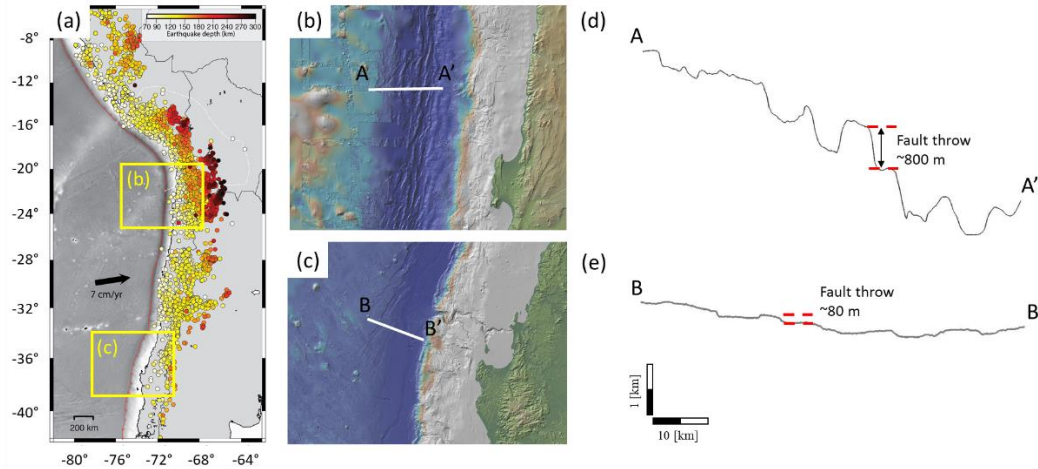 (a)
70 90 120 150 180 210 240 270 300
Earthquake depth (km)
-8°
-12°
-16°
-20°
-24°
-28°
-32°
-36°
-40°
(b)
7 cm/yr
(c)
200 km
-80° -76° -72° -68° -64°
(b)
A A’
(c)
B
B’
(d)
A
Fault throw
~800 m
A’
(e)
B
Fault throw
~80 m
B
1 [km]
10 [km]